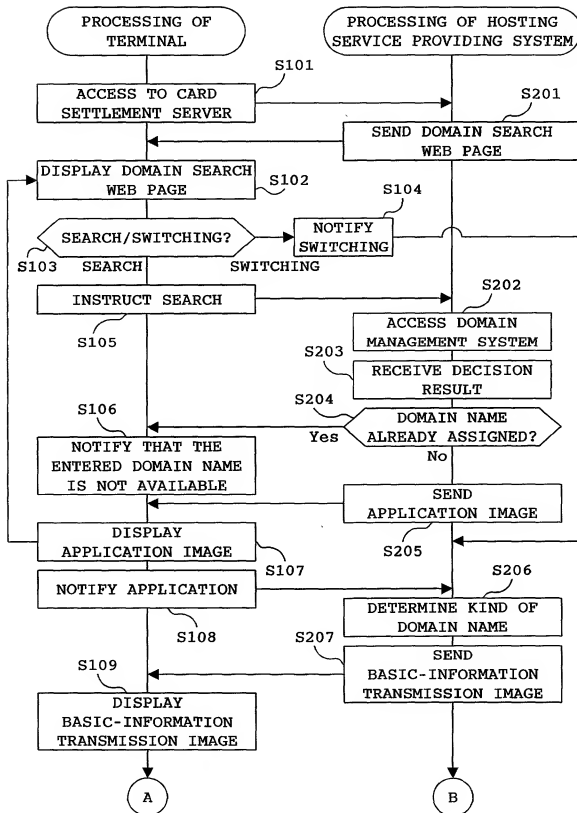 PROCESSING OF
TERMINAL
PROCESSING OF HOSTING
SERVICE PROVIDING SYSTEM
S101
ACCESS TO CARD
SETTLEMENT SERVER
S201
SEND DOMAIN SEARCH
WEB PAGE
DISPLAY DOMAIN SEARCH
WEB PAGE
S102
S104
SEARCH/SWITCHING?
NOTIFY
SWITCHING
S103
SEARCH
SWITCHING
INSTRUCT SEARCH
S105
S202
ACCESS DOMAIN
MANAGEMENT SYSTEM
S203
RECEIVE DECISION
RESULT
S204
DOMAIN NAME
ALREADY ASSIGNED?
Yes
No
S106
NOTIFY THAT THE
ENTERED DOMAIN NAME
IS NOT AVAILABLE
SEND
APPLICATION IMAGE
S205
DISPLAY
APPLICATION IMAGE
S107
NOTIFY APPLICATION
S108
S206
DETERMINE KIND OF
DOMAIN NAME
S207
SEND
BASIC-INFORMATION
TRANSMISSION IMAGE
S109
DISPLAY
BASIC-INFORMATION
TRANSMISSION IMAGE
A
B